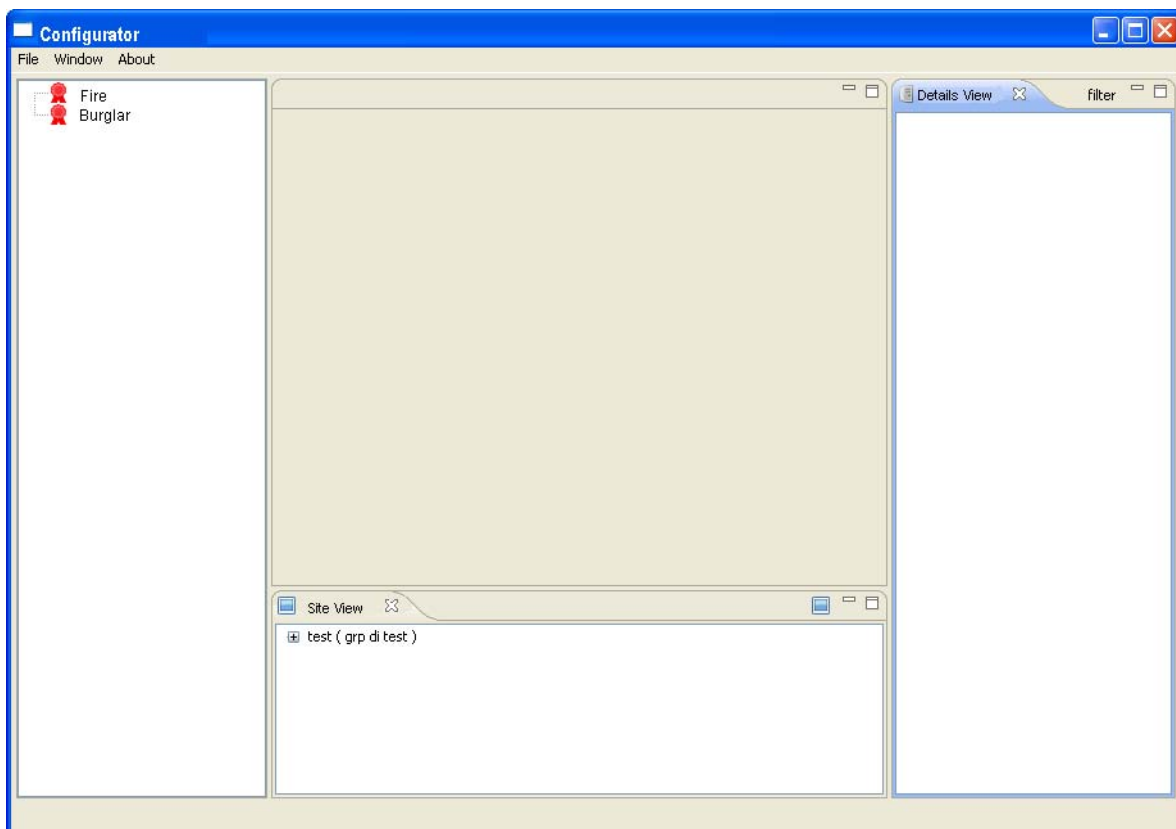 Configurator
File Window About
Fire
Burglar
Details View
filter
Site View
test ( grp di test )